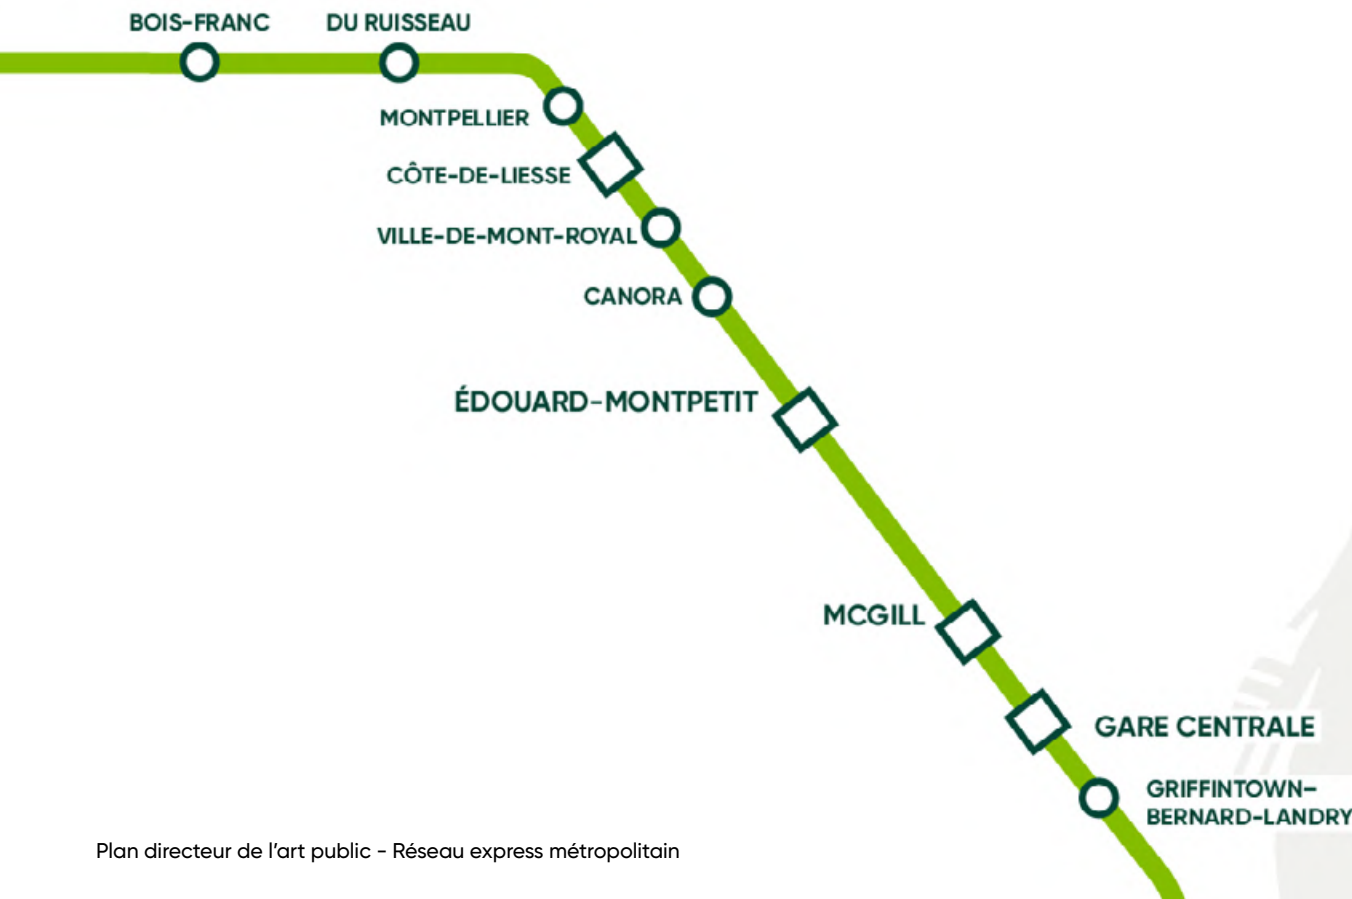 BOIS-FRANC
DU RUISSEAU
MONTPELLIER
CÔTE-DE-LIESSE
VILLE-DE-MONT-ROYAL
CANORA
ÉDOUARD-MONTPETIT
MCGILL
GARE CENTRALE
GRIFFINTOWN-
BERNARD-LANDRY
Plan directeur de l'art public - Réseau express métropolitain